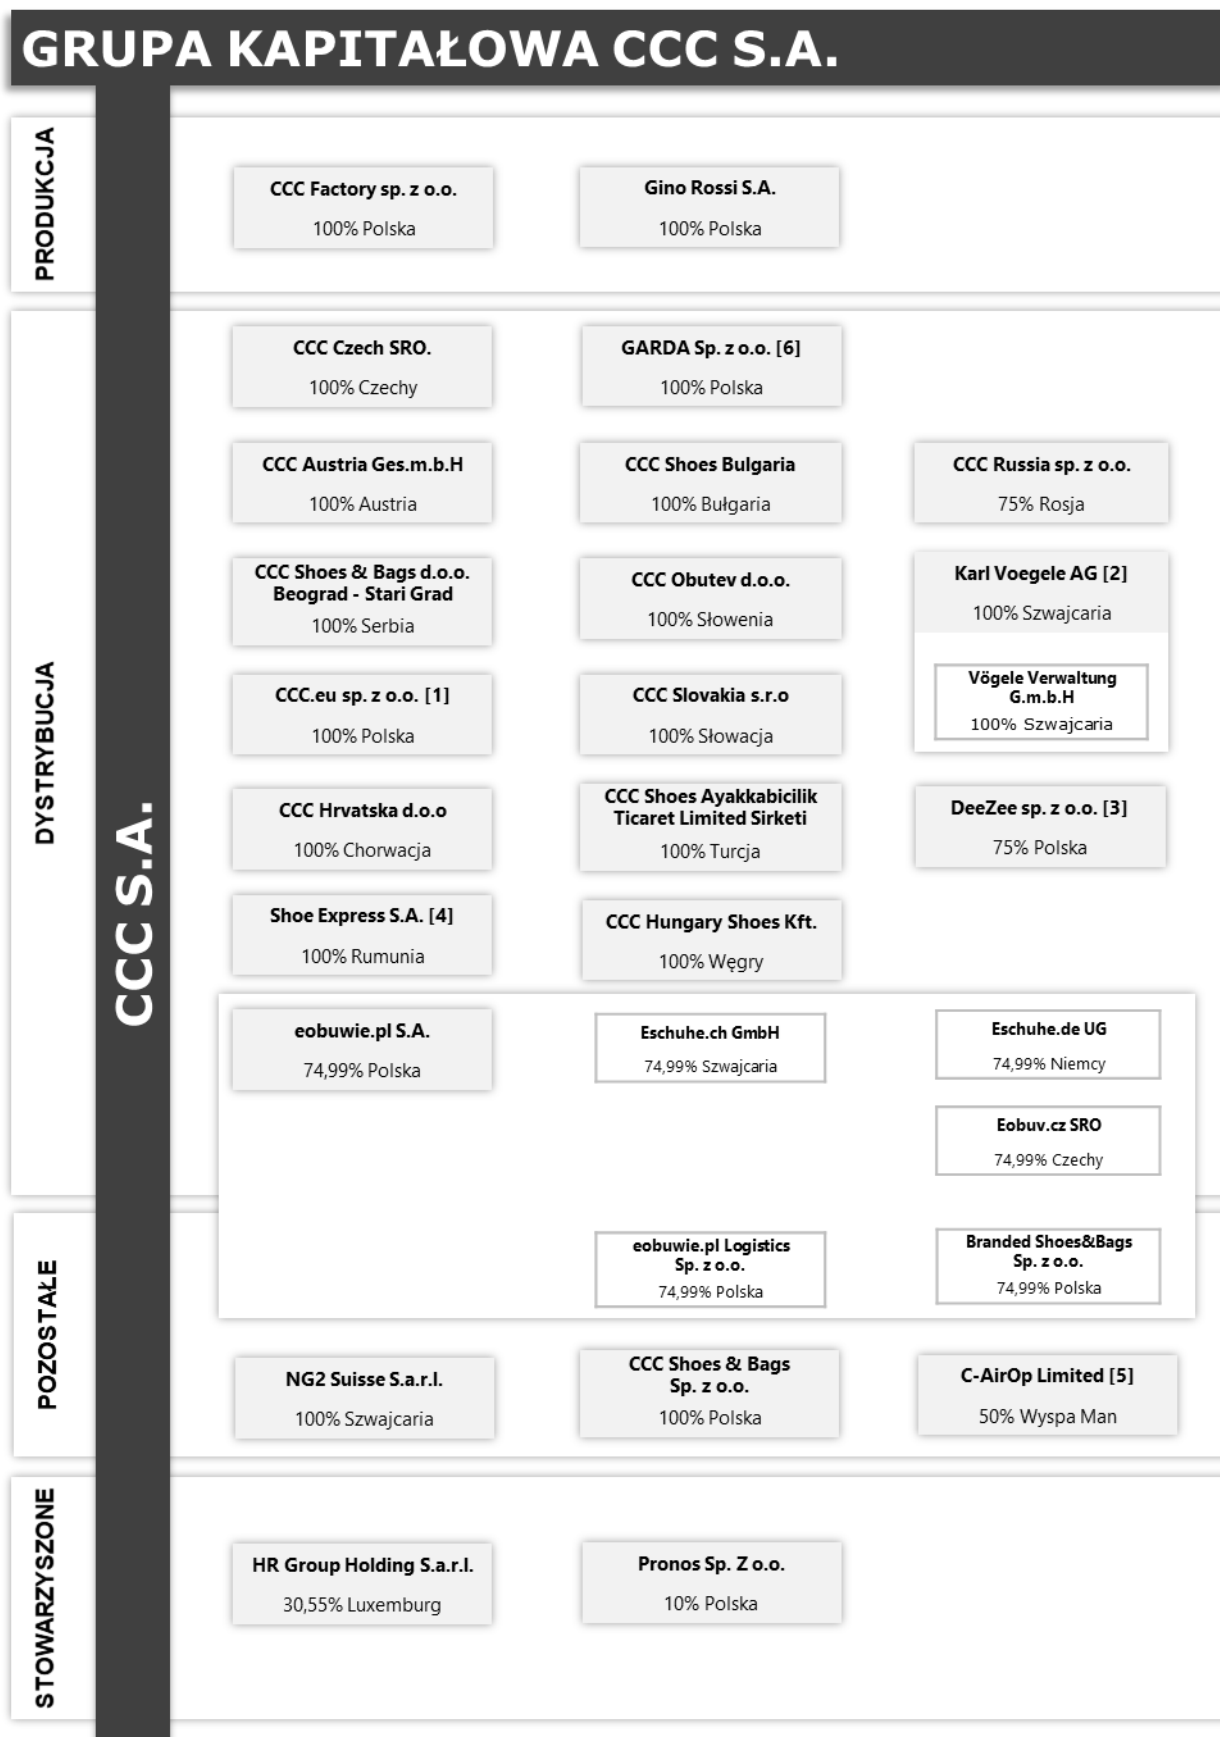 GRUPA KAPITAŁOWA CCC S.A.
CCC S.A.
PRODUKCJA
CCC Factory sp. z o.o.
100% Polska
Gino Rossi S.A.
100% Polska
DYSTRYBUCJA
CCC Czech SRO.
100% Czechy
GARDA Sp. z o.o. [6]
100% Polska
CCC Austria Ges.m.b.H
100% Austria
CCC Shoes Bulgaria
100% Bułgaria
CCC Russia sp. z o.o.
75% Rosja
CCC Shoes & Bags d.o.o.
Beograd - Stari Grad
100% Serbia
CCC Obutev d.o.o.
100% Słowenia
Karl Voegele AG [2]
100% Szwajcaria
Vögele Verwaltung
G.m.b.H
100% Szwajcaria
CCC.eu sp. z o.o. [1]
100% Polska
CCC Slovakia s.r.o
100% Słowacja
CCC Hrvatska d.o.o
100% Chorwacja
CCC Shoes Ayakkabicilik
Ticaret Limited Sirketi
100% Turcja
DeeZee sp. z o.o. [3]
75% Polska
Shoe Express S.A. [4]
100% Rumunia
CCC Hungary Shoes Kft.
100% Węgry
eobuwie.pl S.A.
74,99% Polska
Eschuhe.ch GmbH
74,99% Szwajcaria
Eschuhe.de UG
74,99% Niemcy
Eobuv.cz SRO
74,99% Czechy
POZOSTAŁE
eobuwie.pl Logistics
Sp. z o.o.
74,99% Polska
Branded Shoes&Bags
Sp. z o.o.
74,99% Polska
NG2 Suisse S.a.r.l.
100% Szwajcaria
CCC Shoes & Bags
Sp. z o.o.
100% Polska
C-AirOp Limited [5]
50% Wyspa Man
STOWARZYSZONE
HR Group Holding S.a.r.l.
30,55% Luxemburg
Pronos Sp. Z o.o.
10% Polska